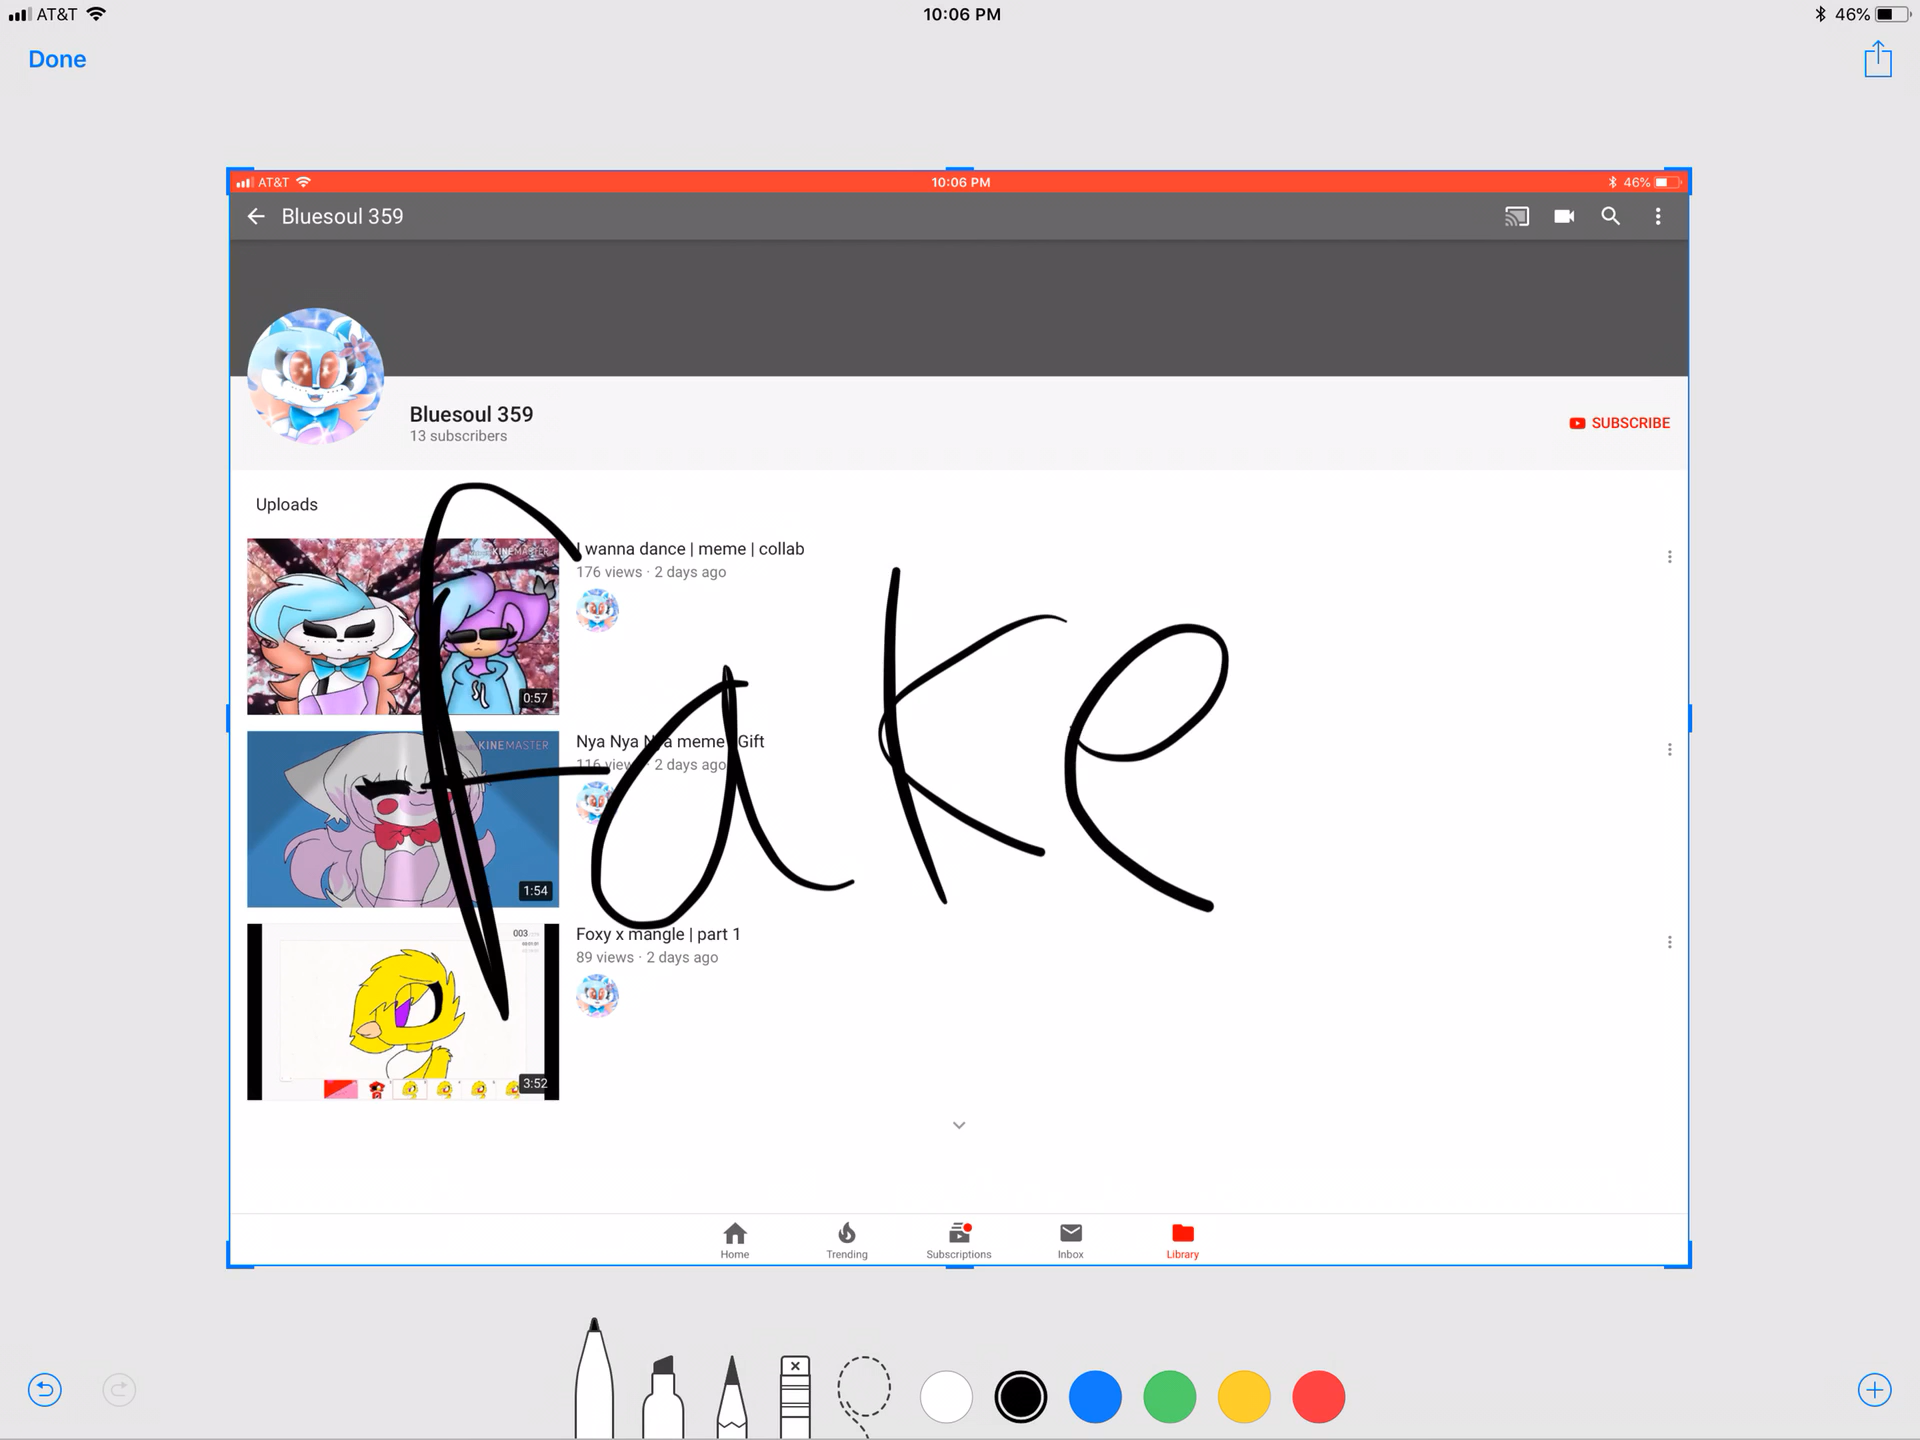 AT&T 10:06 PM 46%
Done
AT&T 10:06 PM 46%
Bluesoul 359
Bluesoul 359
13 subscribers
SUBSCRIBE
Uploads
I wanna dance | meme | collab
176 views · 2 days ago
KINEMASTER
0:57
Fake
Nya Nya Nya meme | Gift
116 views · 2 days ago
KINEMASTER
1:54
Foxy x mangle | part 1
89 views · 2 days ago
003
3:52
Home Trending Subscriptions Inbox Library